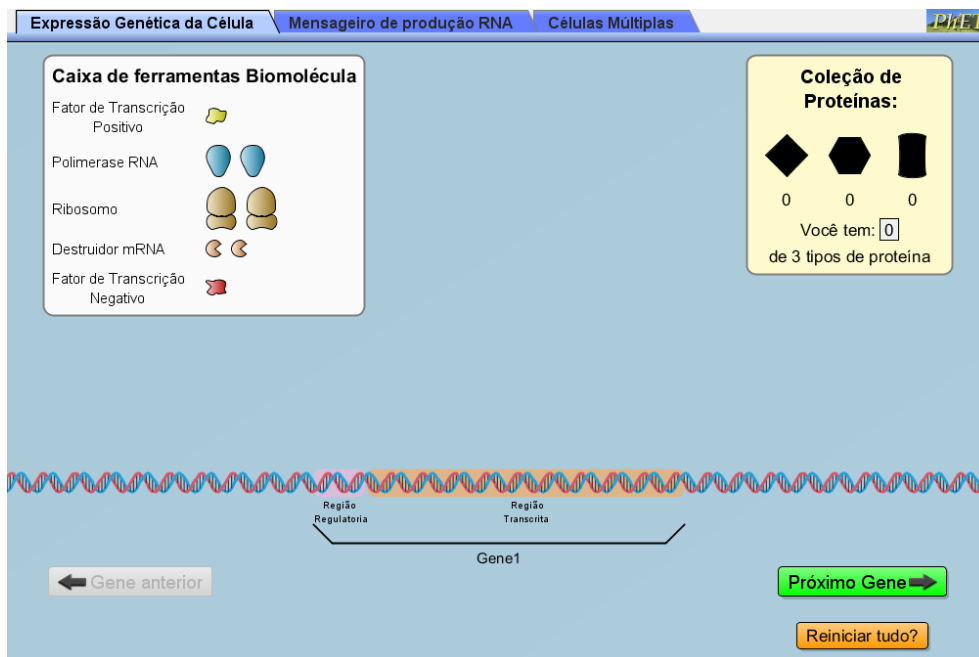 Expressão Genética da Célula
Mensageiro de produção RNA
Células Múltiplas
PhET
Caixa de ferramentas Biomolécula
Fator de Transcrição
Positivo
Polimerase RNA
Ribosomo
Destruidor mRNA
Fator de Transcrição
Negativo
Coleção de
Proteínas:
0 0 0
Você tem: 0
de 3 tipos de proteína
Região
Regulatoria
Região
Transcrita
Gene1
Gene anterior
Próximo Gene
Reiniciar tudo?